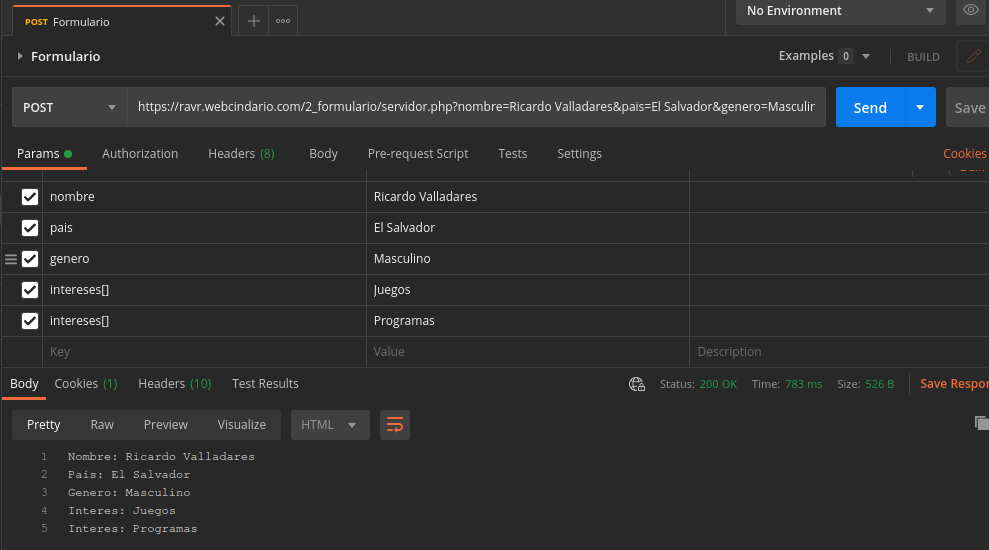 POST Formulario
No Environment
Formulario
Examples 0
BUILD
POST
https://ravr.webcindario.com/2_formulario/servidor.php?nombre=Ricardo Valladares&pais=El Salvador&genero=Masculin
Send
Save
Params Authorization Headers (8) Body Pre-request Script Tests Settings Cookies
nombre Ricardo Valladares
pais El Salvador
genero Masculino
intereses[] Juegos
intereses[] Programas
Key Value Description
Body Cookies (1) Headers (10) Test Results Status: 200 OK Time: 783 ms Size: 526 B Save Respon
Pretty Raw Preview Visualize HTML
1 Nombre: Ricardo Valladares
2 País: El Salvador
3 Genero: Masculino
4 Interes: Juegos
5 Interes: Programas